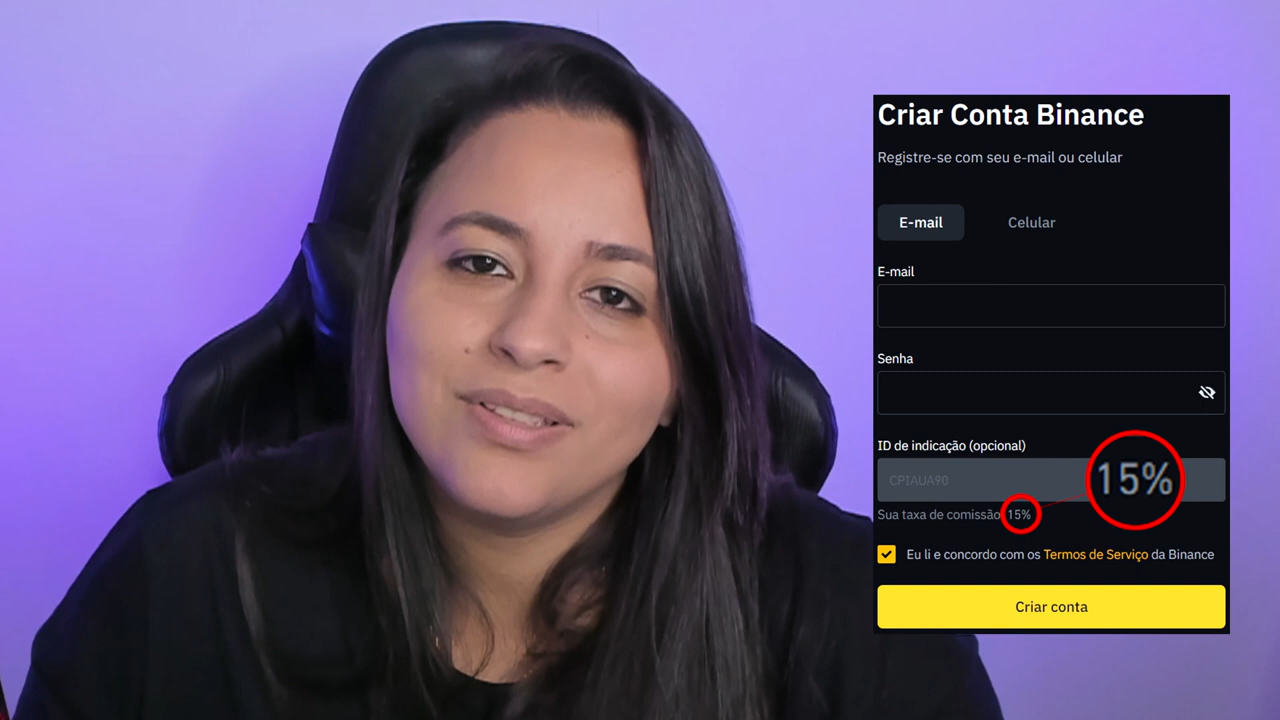 Criar Conta Binance
Registre-se com seu e-mail ou celular
E-mail Celular
E-mail
Senha
ID de indicação (opcional)
CPIAUA90
15%
Sua taxa de comissão 15%
Eu li e concordo com os Termos de Serviço da Binance
Criar conta